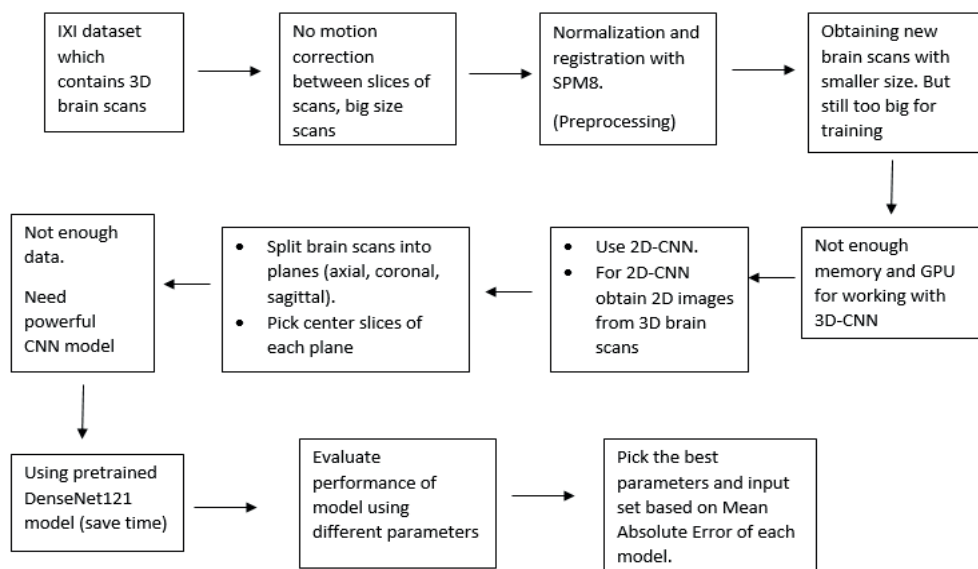 IXI dataset
which
contains 3D
brain scans
No motion
correction
between slices of
scans, big size
scans
Normalization and
registration with
SPM8.
(Preprocessing)
Obtaining new
brain scans with
smaller size. But
still too big for
training
Not enough
memory and GPU
for working with
3D-CNN
• Use 2D-CNN.
• For 2D-CNN
obtain 2D images
from 3D brain
scans
• Split brain scans into
planes (axial, coronal,
sagittal).
• Pick center slices of
each plane
Not enough
data.
Need
powerful
CNN model
Using pretrained
DenseNet121
model (save time)
Evaluate
performance of
model using
different parameters
Pick the best
parameters and input
set based on Mean
Absolute Error of each
model.